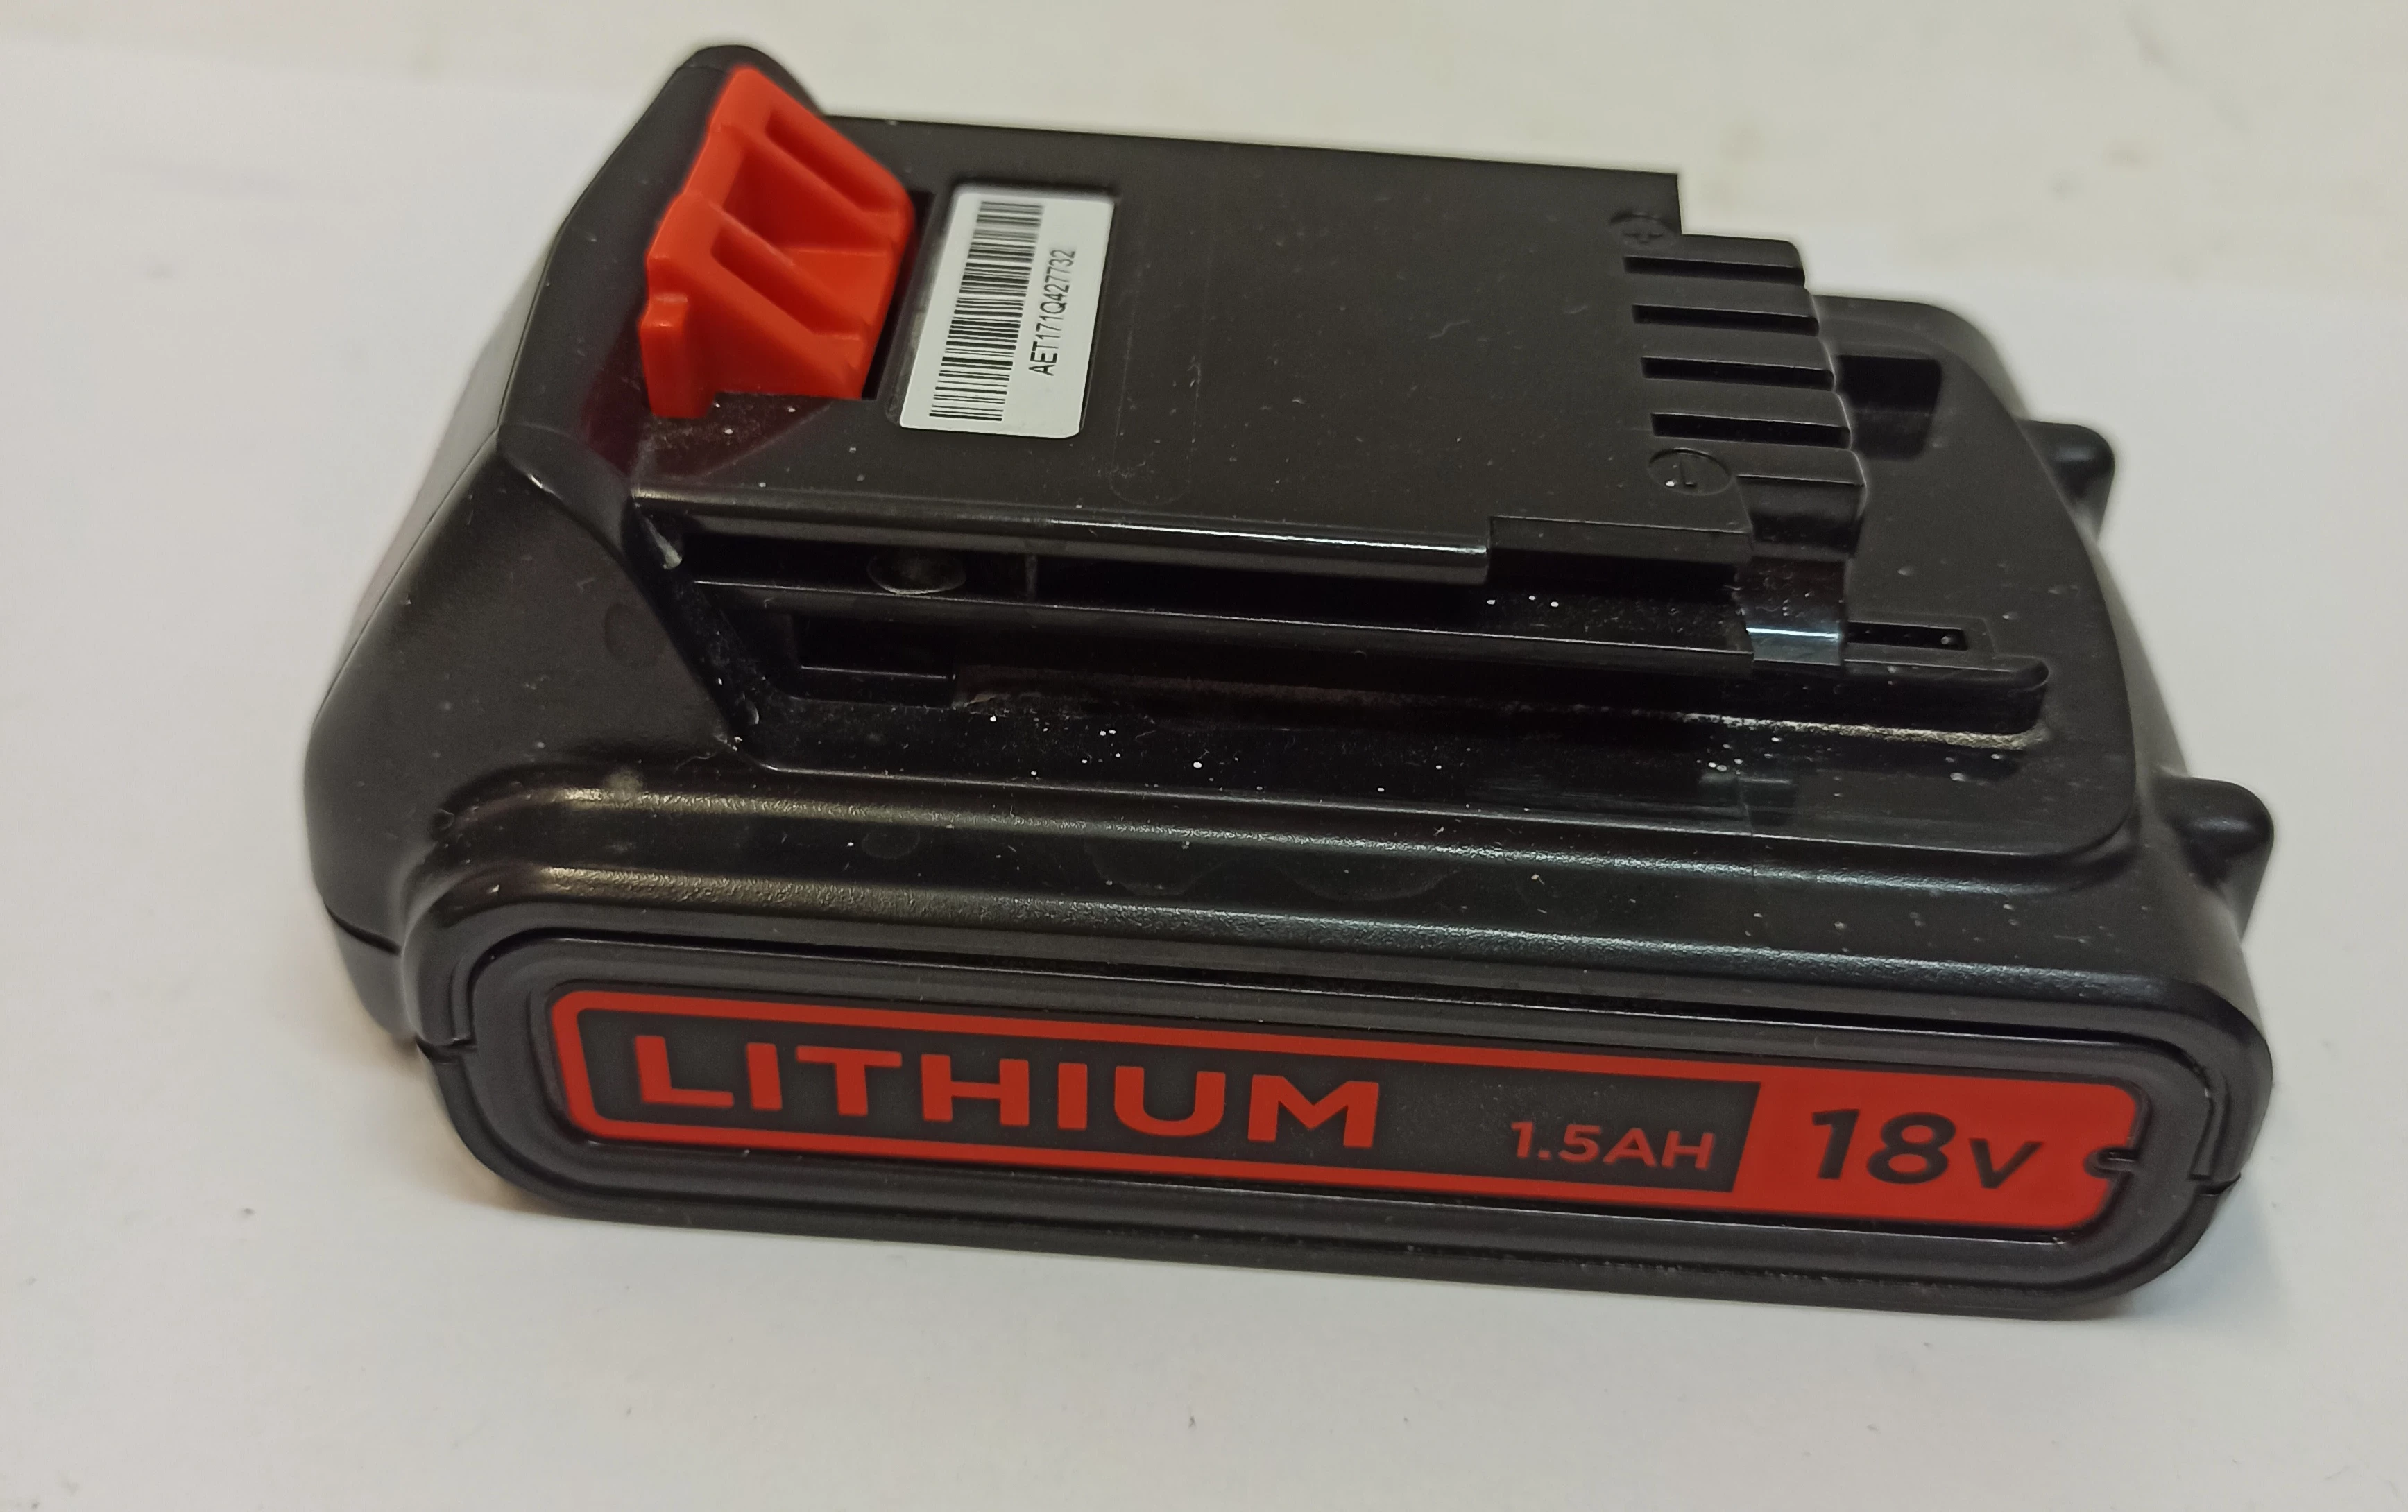 AET171Q427732
+
-
LITHIUM
1.5AH
18V